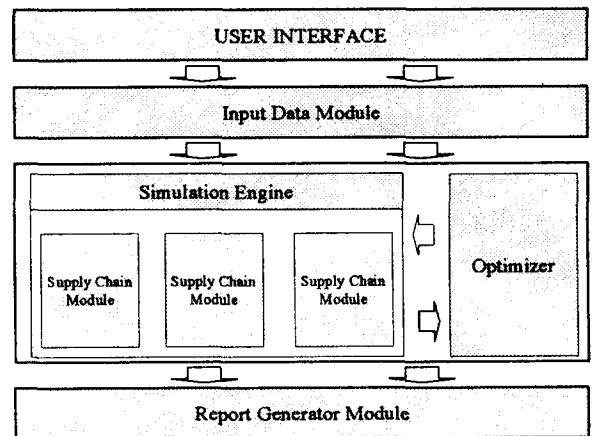 USER INTERFACE
Input Data Module
Simulation Engine
Supply Chain
Module
Supply Chain
Module
Supply Chain
Module
Optimizer
Report Generator Module